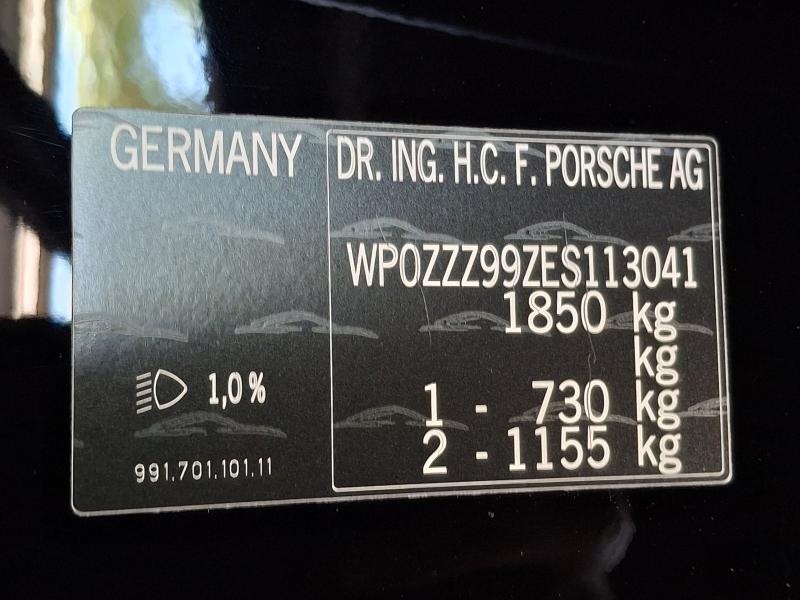 GERMANY
DR. ING. H.C. F. PORSCHE AG
WP0ZZZ99ZES113041
1850 kg
kg
1 - 730 kg
2 - 1155 kg
1,0%
991.701.101.11